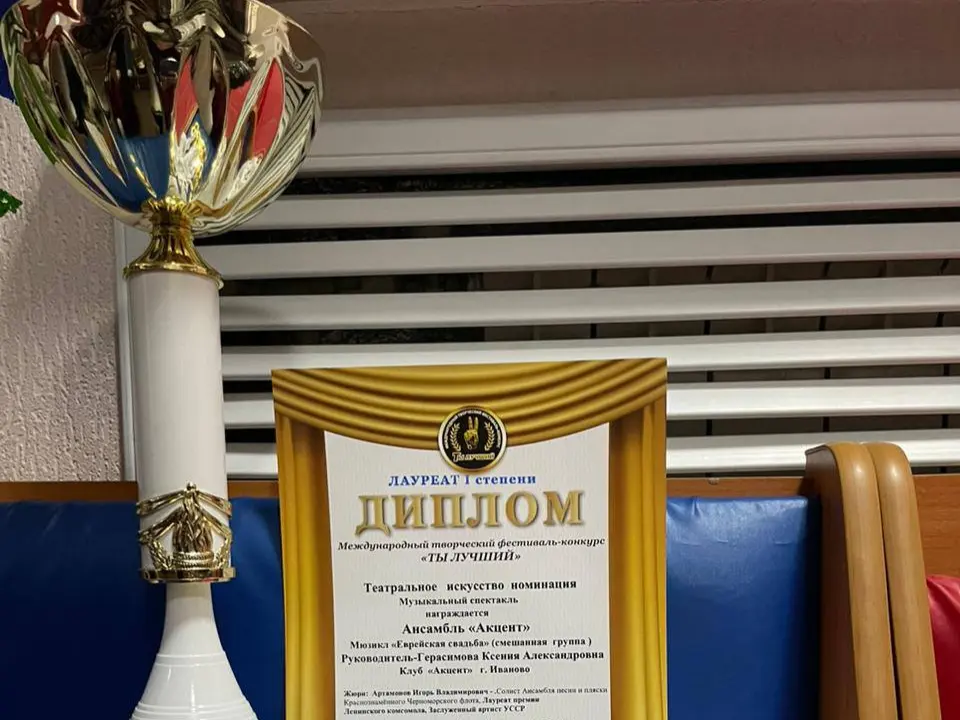 Ты лучший
ЛАУРЕАТ I степени
ДИПЛОМ
Международный творческий фестиваль-конкурс
«ТЫ ЛУЧШИЙ»
Театральное искусство номинация
Музыкальный спектакль
награждается
Ансамбль «Акцент»
Мюзикл «Еврейская свадьба» (смешанная группа )
Руководитель-Герасимова Ксения Александровна
Клуб «Акцент» г. Иваново
Жюри: Артамонов Игорь Владимирович - .Солист Ансамбля песни и пляски
Краснознамённого Черноморского флота, Лауреат премии
Ленинского комсомола, Заслуженный артист УССР